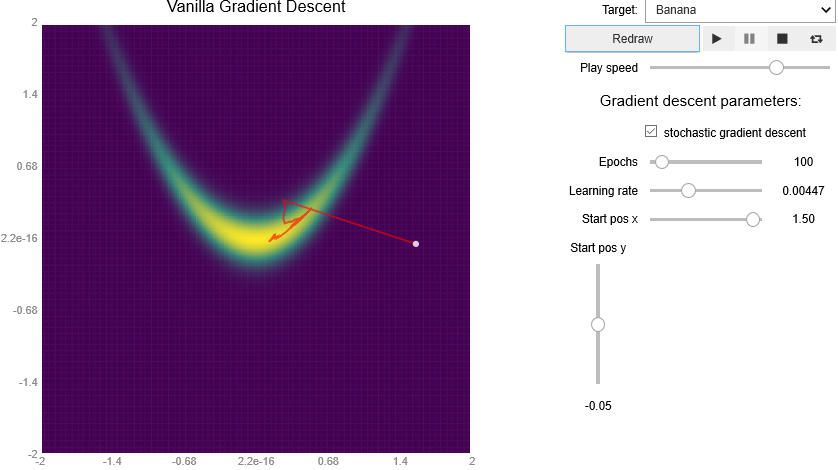 Vanilla Gradient Descent
2
1.4
0.68
2.2e-16
-0.68
-1.4
-2
-2 -1.4 -0.68 2.2e-16 0.68 1.4 2
Target: Banana
Redraw
Play speed
Gradient descent parameters:
stochastic gradient descent
Epochs 100
Learning rate 0.00447
Start pos x 1.50
Start pos y
-0.05